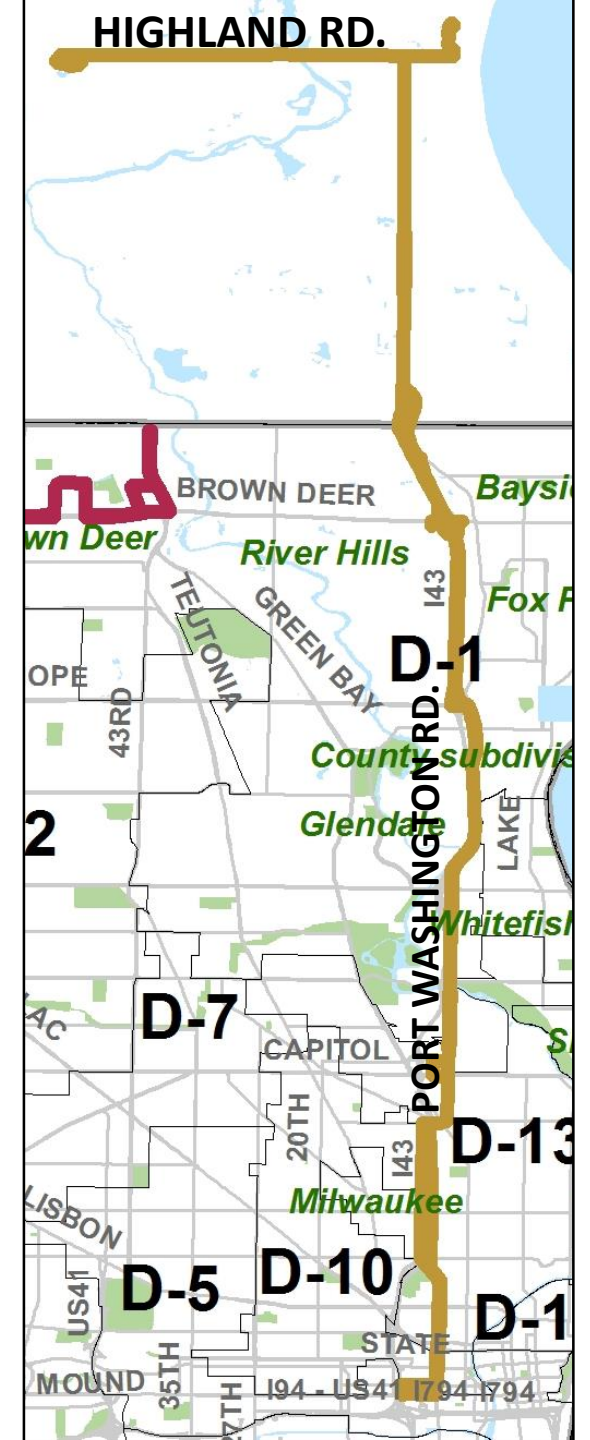 HIGHLAND RD.
BROWN DEER
Baysi
wn Deer
River Hills
I43
Fox
TEUTONIA
GREEN BAY
D-1
OPE
43RD
PORT WASHINGTON RD.
County subdivis
Glendale
LAKE
2
Whitefish
D-7
AC
CAPITOL
S
20TH
D-13
I43
LISBON
Milwaukee
D-5
D-10
US41
D-1
STATE
MOUND
35TH
27TH
I94 - US41
I794
I794